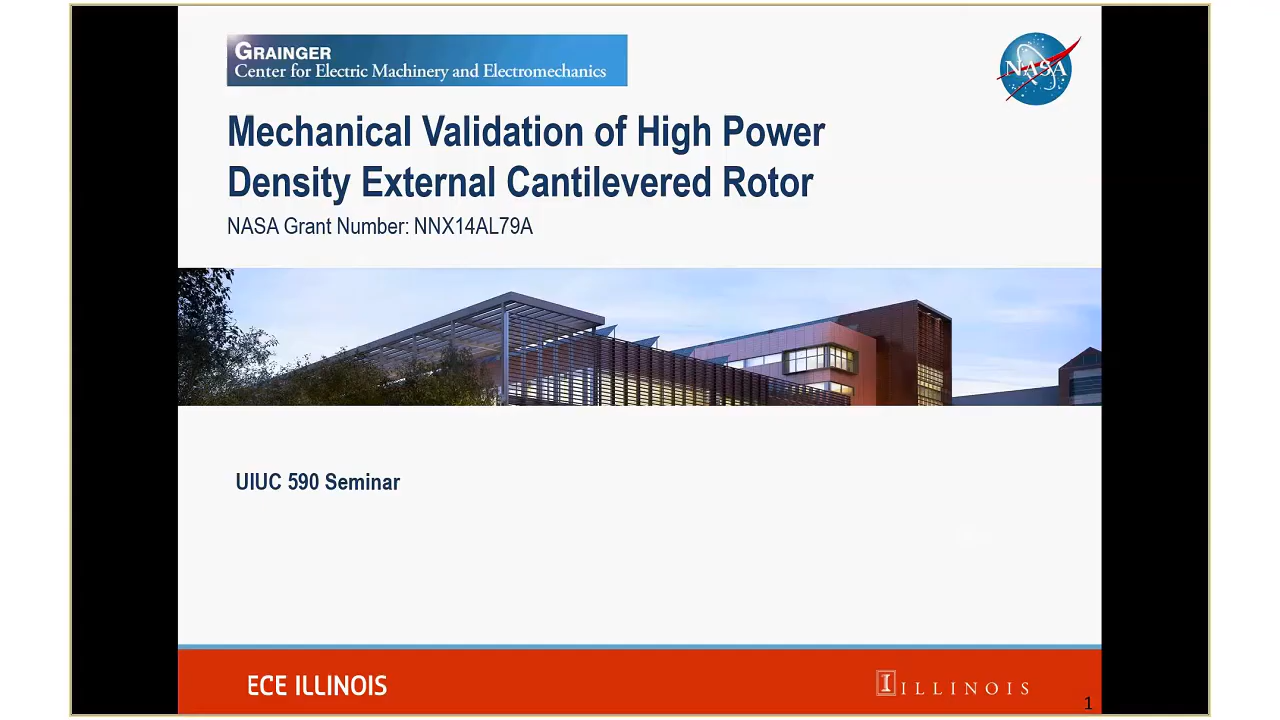 GRAINGER
Center for Electric Machinery and Electromechanics
NASA
Mechanical Validation of High Power
Density External Cantilevered Rotor
NASA Grant Number: NNX14AL79A
UIUC 590 Seminar
ECE ILLINOIS
I ILLINOIS
1